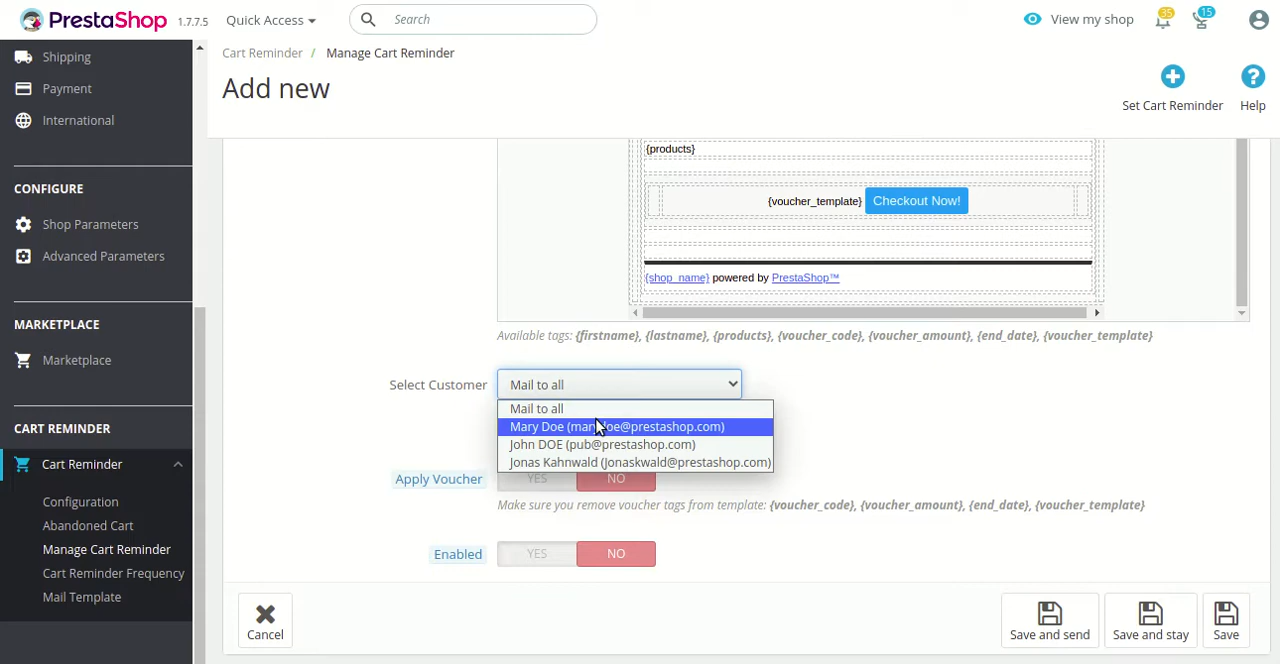 PrestaShop 1.7.7.5 Quick Access Search View my shop 35 15
Shipping
Payment
International
CONFIGURE
Shop Parameters
Advanced Parameters
MARKETPLACE
Marketplace
CART REMINDER
Cart Reminder
Configuration
Abandoned Cart
Manage Cart Reminder
Cart Reminder Frequency
Mail Template
Cart Reminder / Manage Cart Reminder
Add new
Set Cart Reminder
Help
{products}
{voucher_template} Checkout Now!
{shop_name} powered by PrestaShop™
Available tags: {firstname}, {lastname}, {products}, {voucher_code}, {voucher_amount}, {end_date}, {voucher_template}
Select Customer Mail to all
Mail to all
Mary Doe (marydoe@prestashop.com)
John DOE (pub@prestashop.com)
Jonas Kahnwald (Jonaskwald@prestashop.com)
Apply Voucher YES NO
Make sure you remove voucher tags from template: {voucher_code}, {voucher_amount}, {end_date}, {voucher_template}
Enabled YES NO
Cancel
Save and send
Save and stay
Save